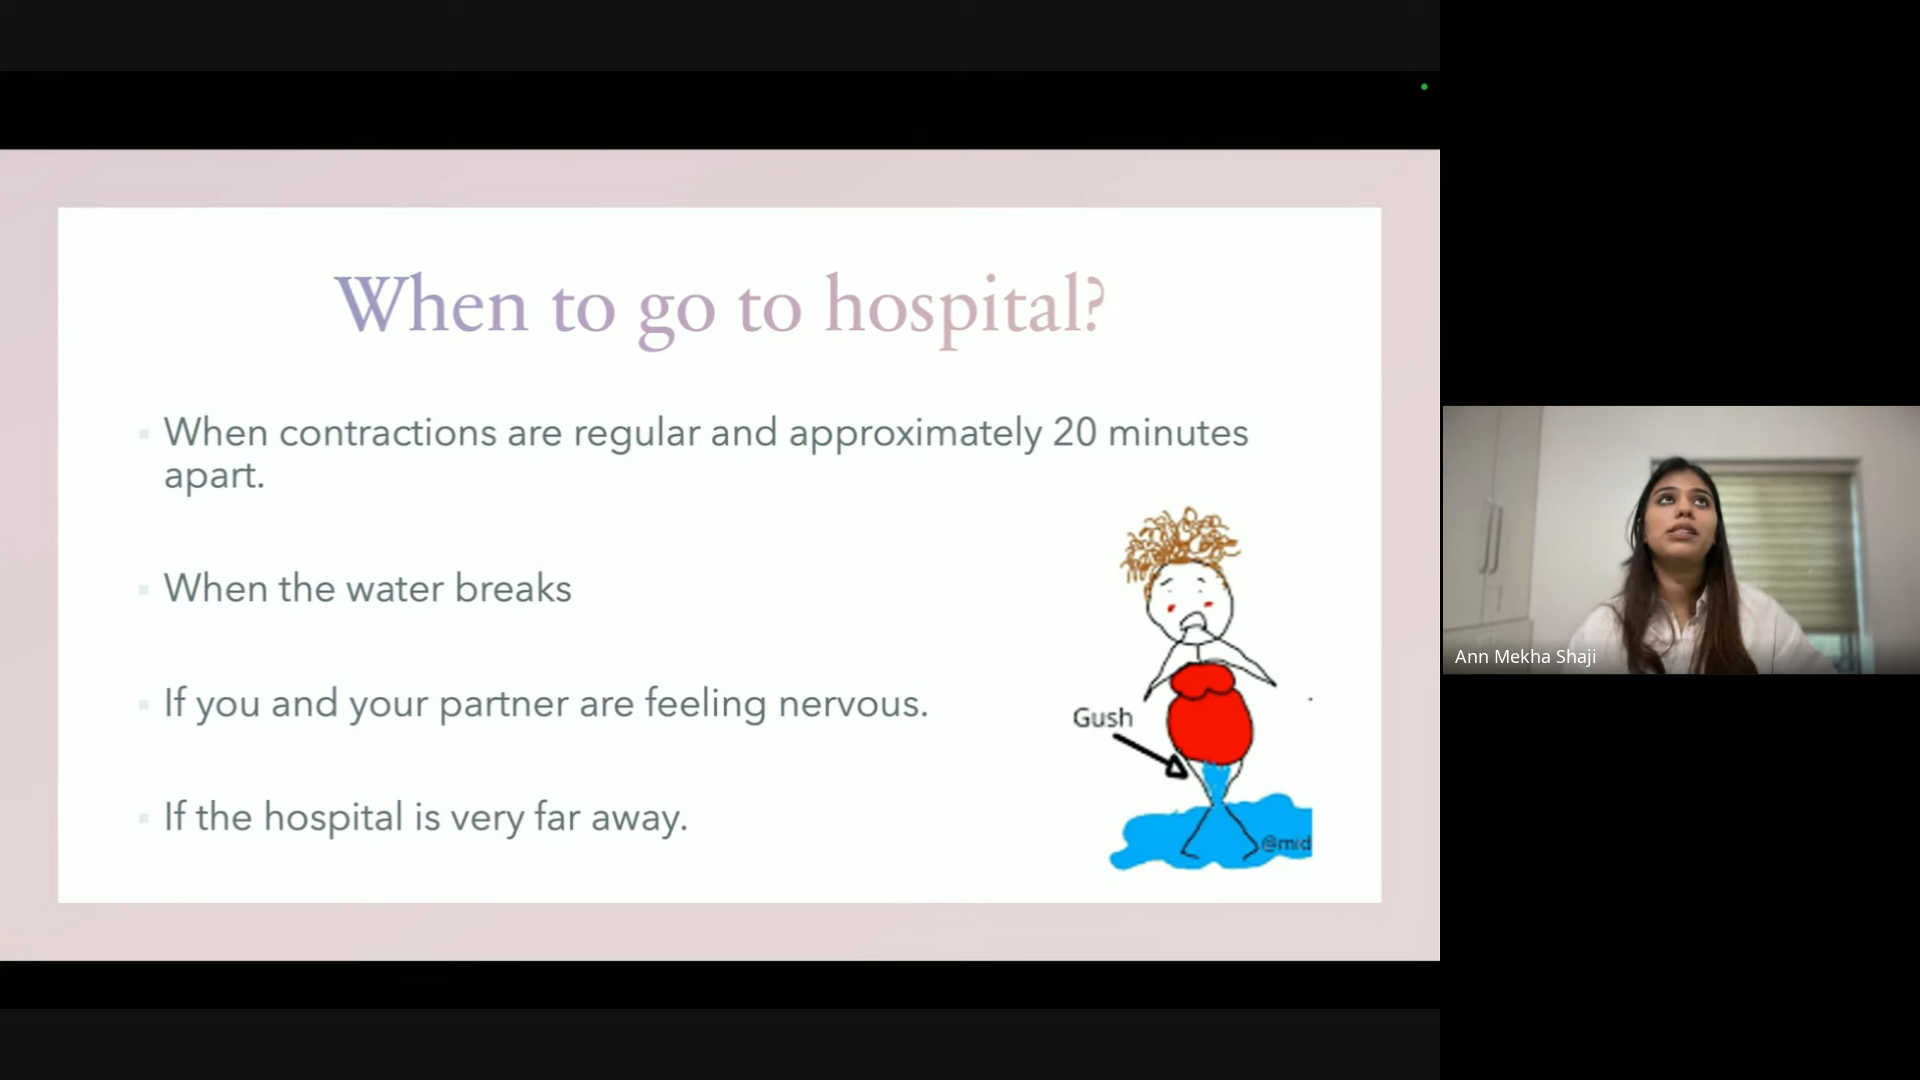 When to go to hospital?
When contractions are regular and approximately 20 minutes
apart.
When the water breaks
If you and your partner are feeling nervous.
If the hospital is very far away.
Gush
@mid
Ann Mekha Shaji